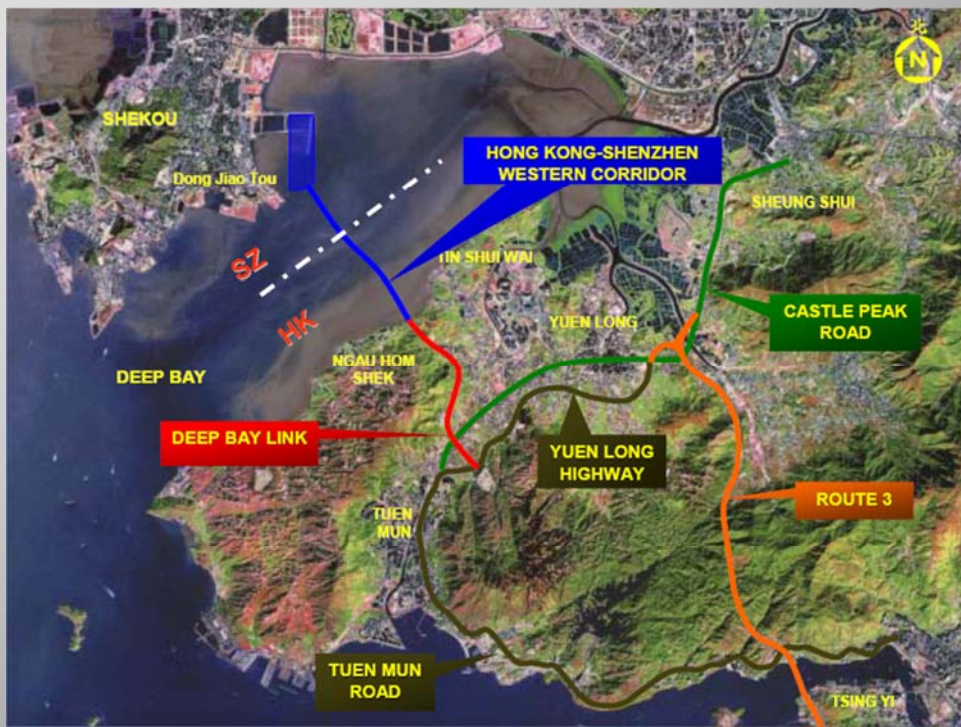 北
N
SHEKOU
HONG KONG-SHENZHEN
WESTERN CORRIDOR
Dong Jiao Tou
SHEUNG SHUI
SZ
TIN SHUI WAI
HK
YUEN LONG
CASTLE PEAK
ROAD
NGAU HOM
SHEK
DEEP BAY
DEEP BAY LINK
YUEN LONG
HIGHWAY
ROUTE 3
TUEN
MUN
TUEN MUN
ROAD
TSING YI